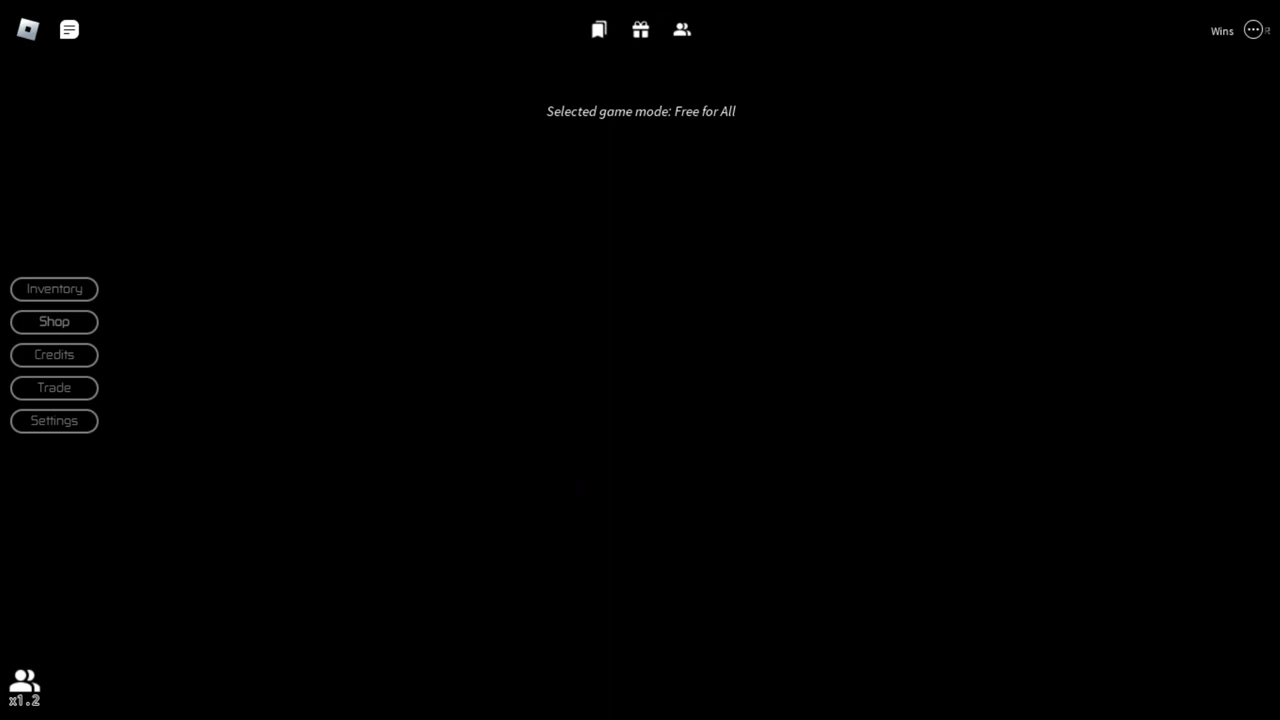 Wins
Selected game mode: Free for All
Inventory
Shop
Credits
Trade
Settings
x1.2